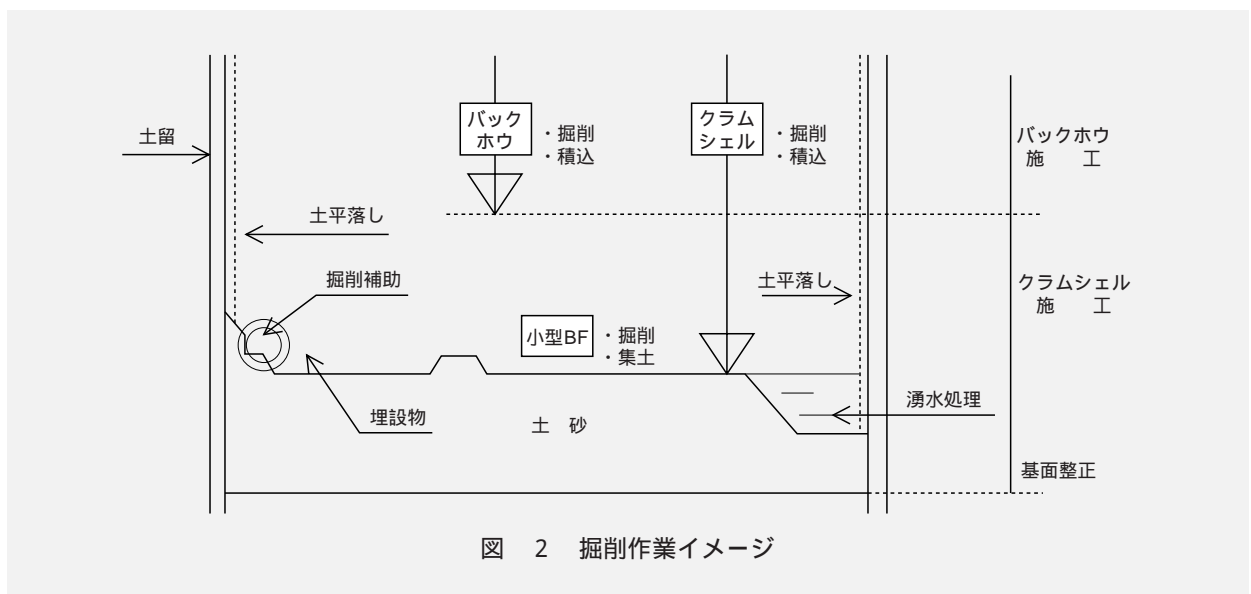 土留
バック
ホウ
・掘削
・積込
クラム
シェル
・掘削
・積込
バックホウ
施　工
土平落し
掘削補助
土平落し
クラムシェル
施　工
小型BF
・掘削
・集土
埋設物
土　砂
湧水処理
基面整正
図　2　掘削作業イメージ